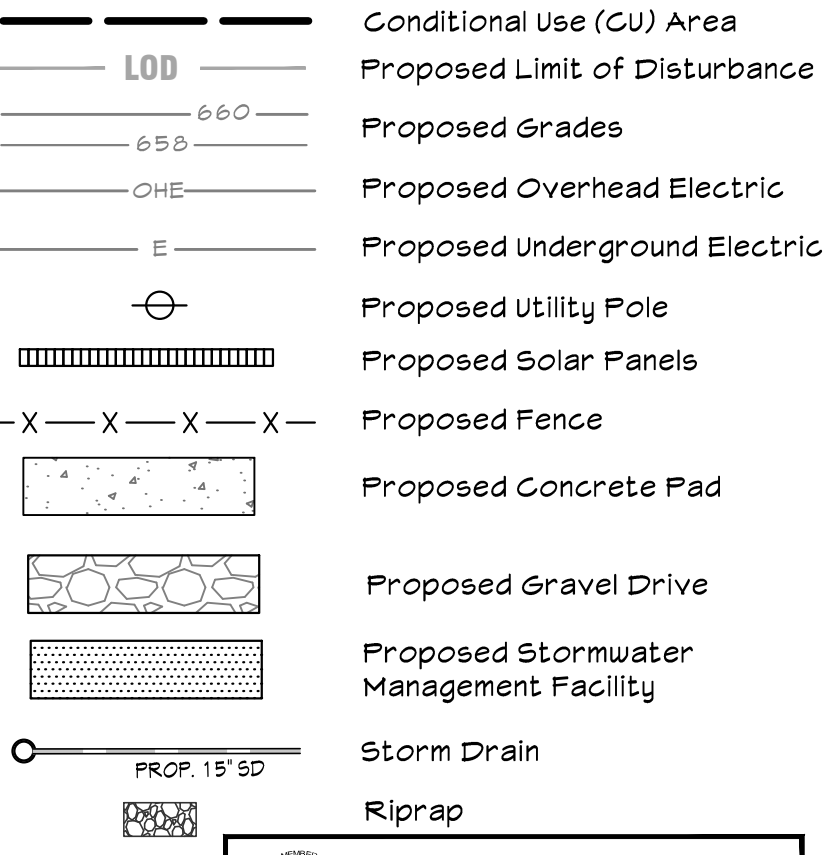 Conditional Use (CU) Area
LOD Proposed Limit of Disturbance
660
658
Proposed Grades
OHE Proposed Overhead Electric
E Proposed Underground Electric
Proposed Utility Pole
Proposed Solar Panels
X X X X Proposed Fence
Proposed Concrete Pad
Proposed Gravel Drive
Proposed Stormwater
Management Facility
Storm Drain
PROP. 15" SD
Riprap
MEMBER